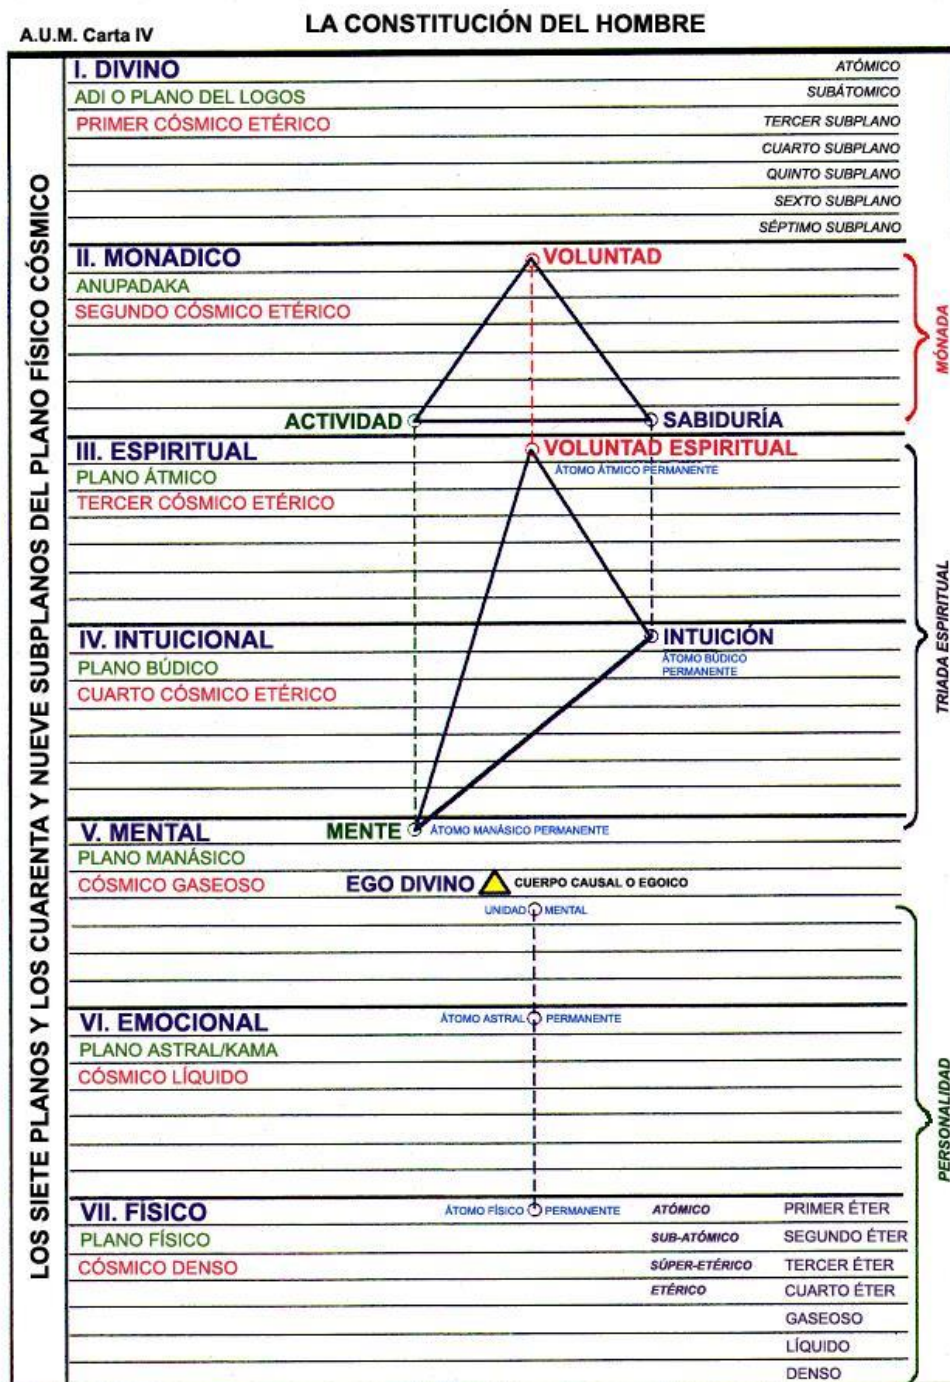 A.U.M. Carta IV
LA CONSTITUCIÓN DEL HOMBRE
LOS SIETE PLANOS Y LOS CUARENTA Y NUEVE SUBPLANOS DEL PLANO FÍSICO CÓSMICO
I. DIVINO
ATÓMICO
ADI O PLANO DEL LOGOS
SUBÁTOMICO
PRIMER CÓSMICO ETÉRICO
TERCER SUBPLANO
CUARTO SUBPLANO
QUINTO SUBPLANO
SEXTO SUBPLANO
SÉPTIMO SUBPLANO
II. MONÁDICO
VOLUNTAD
ANUPADAKA
SEGUNDO CÓSMICO ETÉRICO
MÓNADA
ACTIVIDAD
SABIDURÍA
III. ESPIRITUAL
VOLUNTAD ESPIRITUAL
ÁTOMO ÁTMICO PERMANENTE
PLANO ÁTMICO
TERCER CÓSMICO ETÉRICO
TRIADA ESPIRITUAL
IV. INTUICIONAL
INTUICIÓN
ÁTOMO BÚDICO
PERMANENTE
PLANO BÚDICO
CUARTO CÓSMICO ETÉRICO
V. MENTAL
MENTE
ÁTOMO MANÁSICO PERMANENTE
PLANO MANÁSICO
CÓSMICO GASEOSO
EGO DIVINO
CUERPO CAUSAL O EGOICO
UNIDAD MENTAL
VI. EMOCIONAL
ÁTOMO ASTRAL PERMANENTE
PLANO ASTRAL/KAMA
CÓSMICO LÍQUIDO
PERSONALIDAD
VII. FÍSICO
ÁTOMO FÍSICO PERMANENTE
ATÓMICO
PRIMER ÉTER
PLANO FÍSICO
SUB-ATÓMICO
SEGUNDO ÉTER
CÓSMICO DENSO
SÚPER-ETÉRICO
TERCER ÉTER
ETÉRICO
CUARTO ÉTER
GASEOSO
LÍQUIDO
DENSO